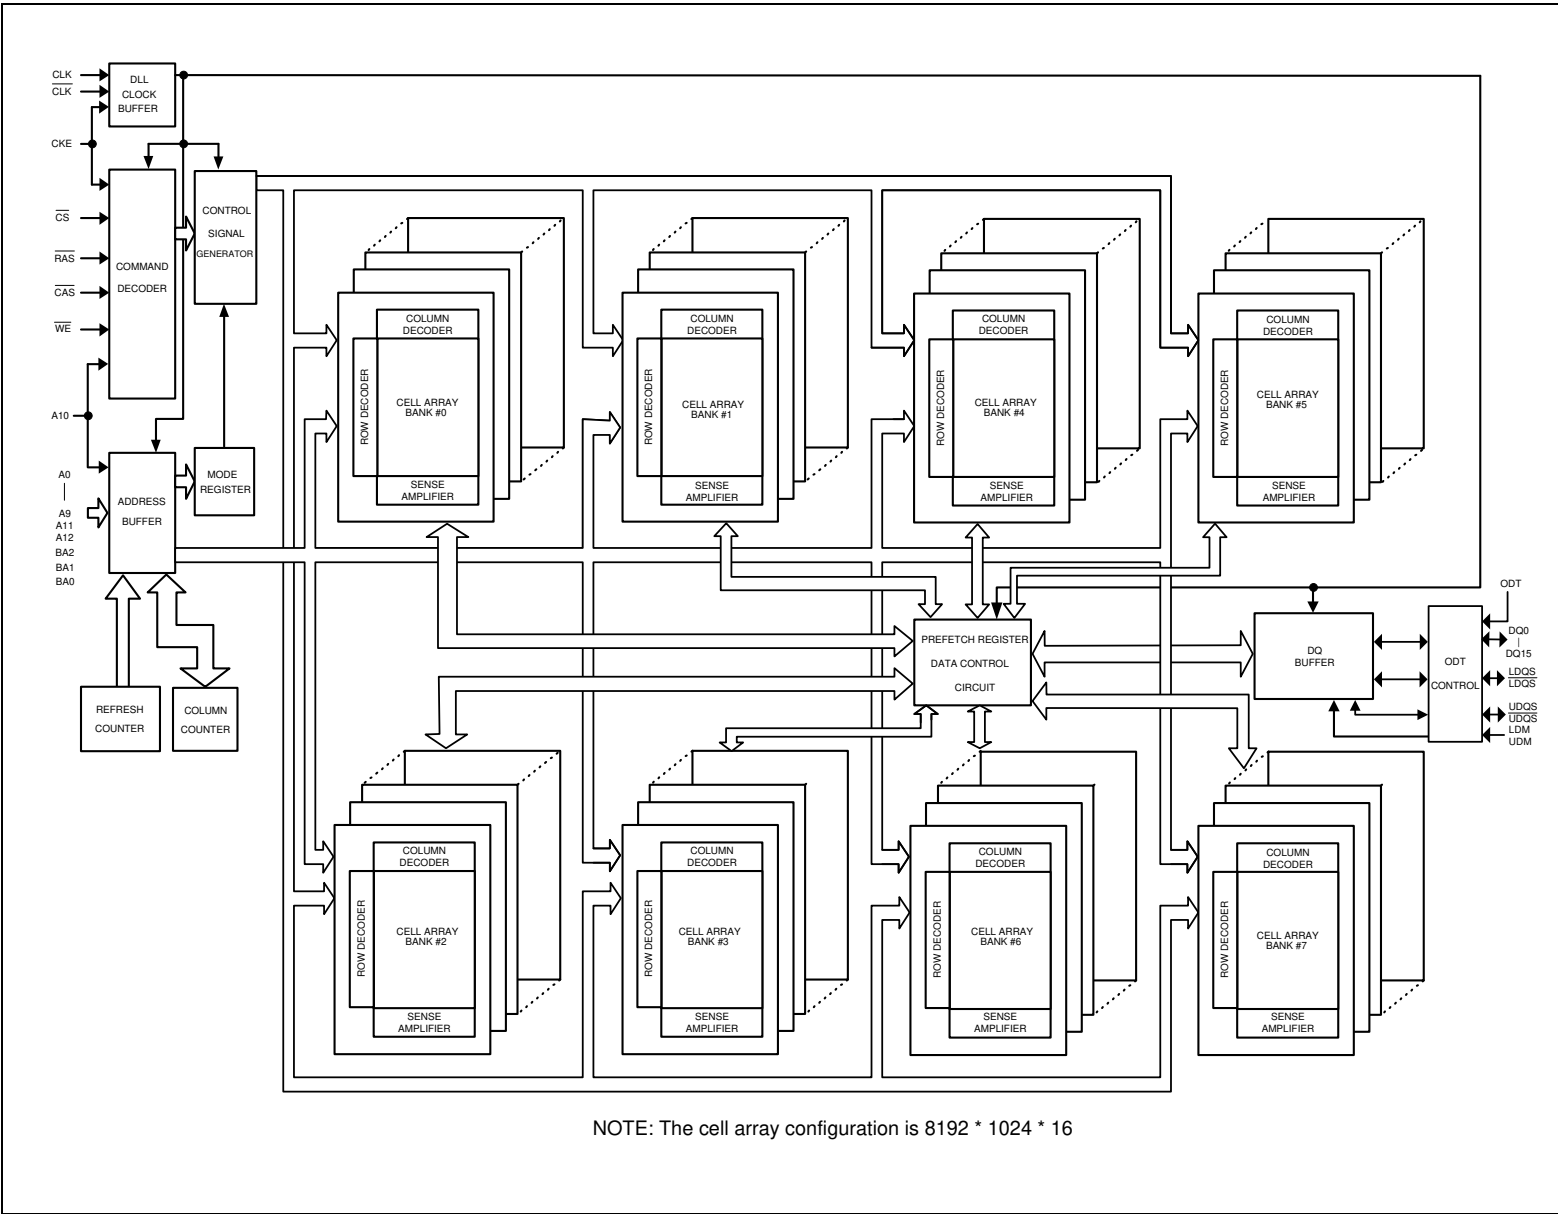 CLK
CLK
CKE
CS
RAS
CAS
WE
A10
A0
|
A9
A11
A12
BA2
BA1
BA0
DLL
CLOCK
BUFFER
COMMAND
DECODER
CONTROL
SIGNAL
GENERATOR
ADDRESS
BUFFER
MODE
REGISTER
REFRESH
COUNTER
COLUMN
COUNTER
COLUMN
DECODER
ROW DECODER
CELL ARRAY
BANK #0
SENSE
AMPLIFIER
COLUMN
DECODER
ROW DECODER
CELL ARRAY
BANK #1
SENSE
AMPLIFIER
COLUMN
DECODER
ROW DECODER
CELL ARRAY
BANK #4
SENSE
AMPLIFIER
COLUMN
DECODER
ROW DECODER
CELL ARRAY
BANK #5
SENSE
AMPLIFIER
PREFETCH REGISTER
DATA CONTROL
CIRCUIT
DQ
BUFFER
ODT
CONTROL
ODT
DQ0
|
DQ15
LDQS
LDQS
UDQS
UDQS
LDM
UDM
COLUMN
DECODER
ROW DECODER
CELL ARRAY
BANK #2
SENSE
AMPLIFIER
COLUMN
DECODER
ROW DECODER
CELL ARRAY
BANK #3
SENSE
AMPLIFIER
COLUMN
DECODER
ROW DECODER
CELL ARRAY
BANK #6
SENSE
AMPLIFIER
COLUMN
DECODER
ROW DECODER
CELL ARRAY
BANK #7
SENSE
AMPLIFIER
NOTE: The cell array configuration is 8192 * 1024 * 16